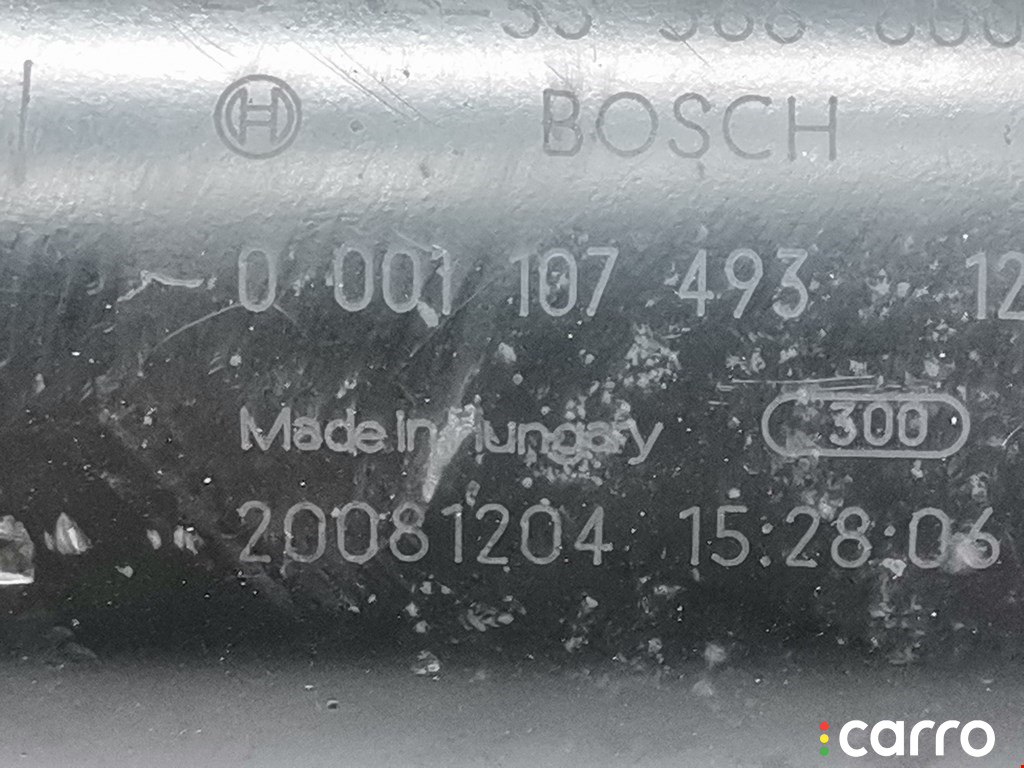 BOSCH
0 001 107 493 12
Made in Hungary 300
20081204 15:28:06
carro